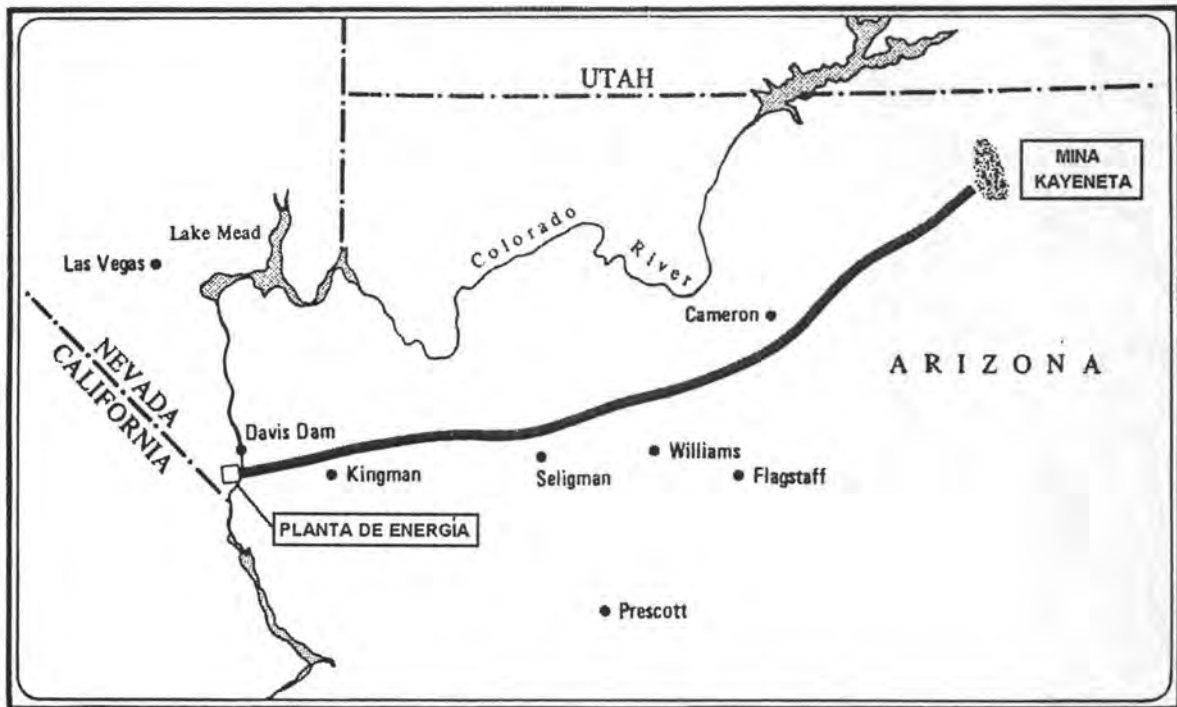 UTAH
MINA
KAYENETA
Lake Mead
Las Vegas
Colorado
River
Cameron
ARIZONA
NEVADA
CALIFORNIA
Davis Dam
Kingman
Seligman
Williams
Flagstaff
PLANTA DE ENERGÍA
Prescott